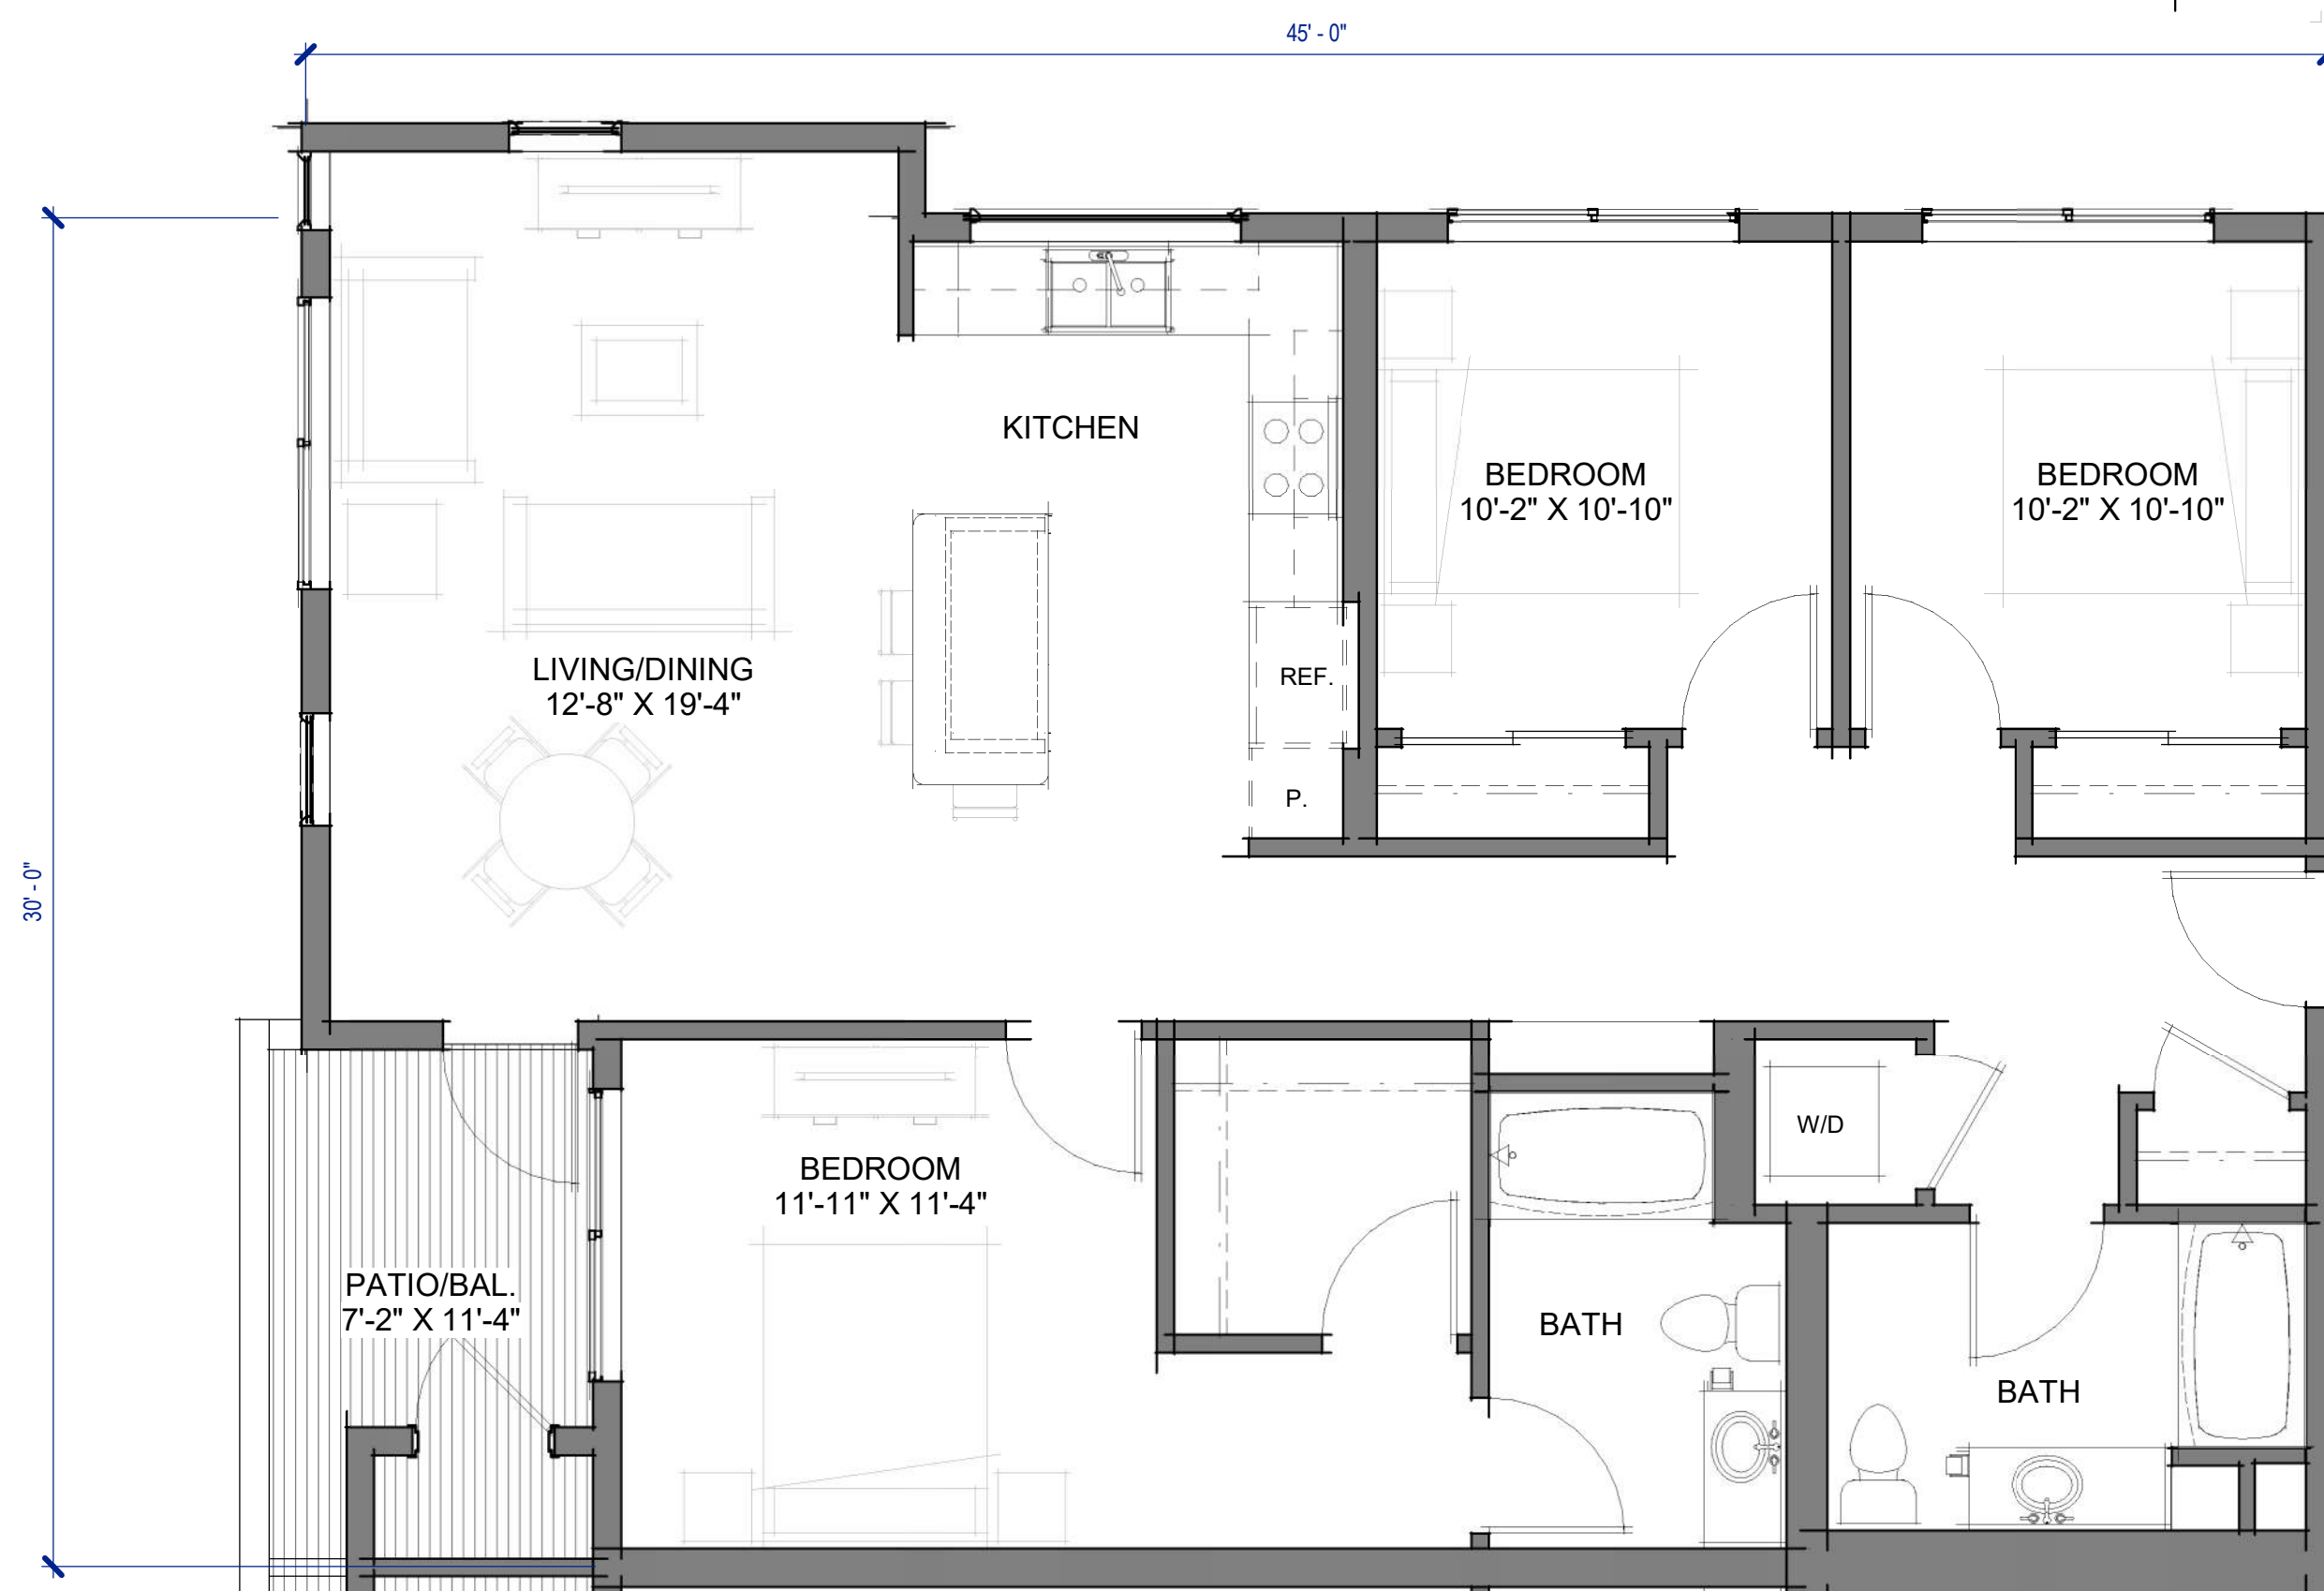 45' - 0"
KITCHEN
BEDROOM
10'-2" X 10'-10"
BEDROOM
10'-2" X 10'-10"
LIVING/DINING
12'-8" X 19'-4"
REF.
P.
30' - 0"
W/D
BEDROOM
11'-11" X 11'-4"
PATIO/BAL.
7'-2" X 11'-4"
BATH
BATH